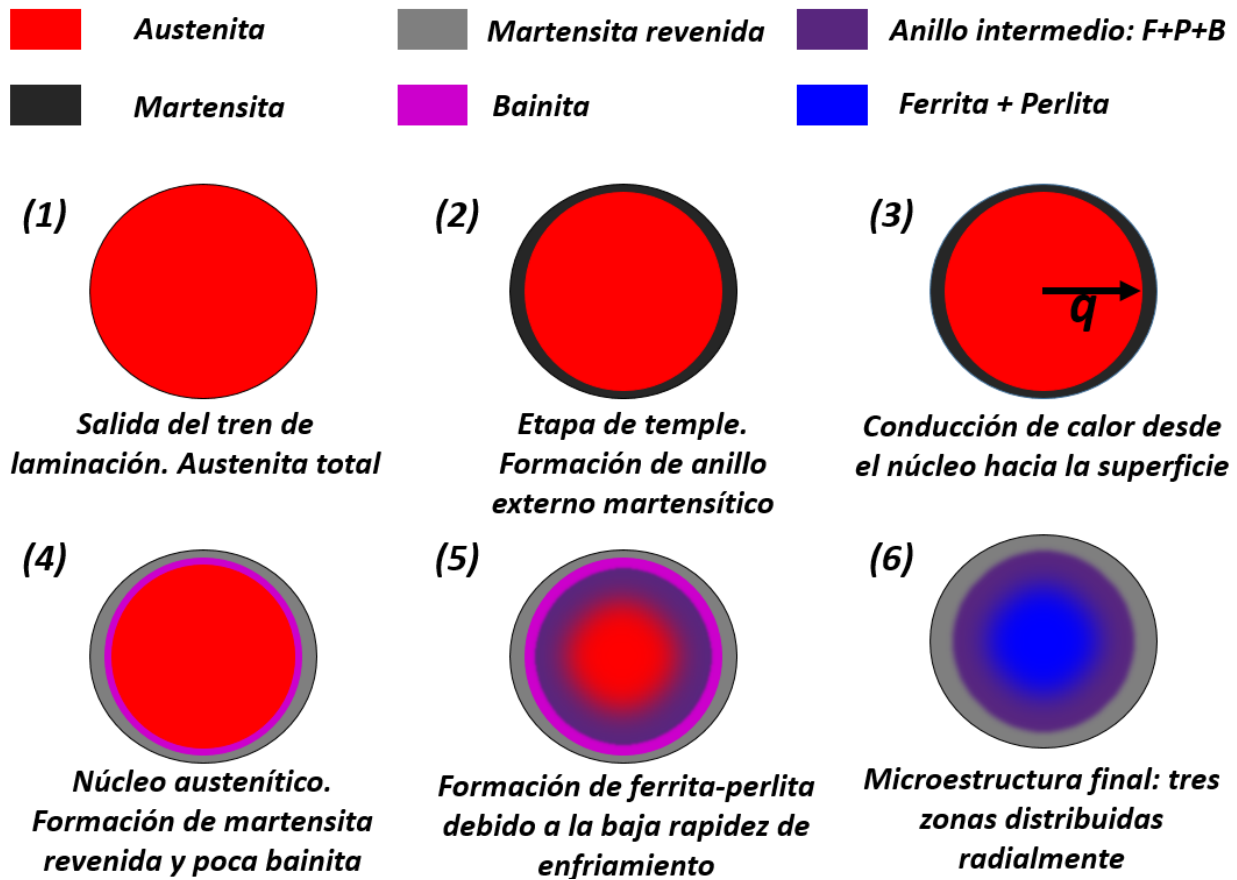 Austenita
Martensita revenida
Anillo intermedio: F+P+B
Martensita
Bainita
Ferrita + Perlita
(1)
Salida del tren de
laminación. Austenita total
(2)
Etapa de temple.
Formación de anillo
externo martensítico
(3)
q
Conducción de calor desde
el núcleo hacia la superficie
(4)
Núcleo austenítico.
Formación de martensita
revenida y poca bainita
(5)
Formación de ferrita-perlita
debido a la baja rapidez de
enfriamiento
(6)
Microestructura final: tres
zonas distribuidas
radialmente